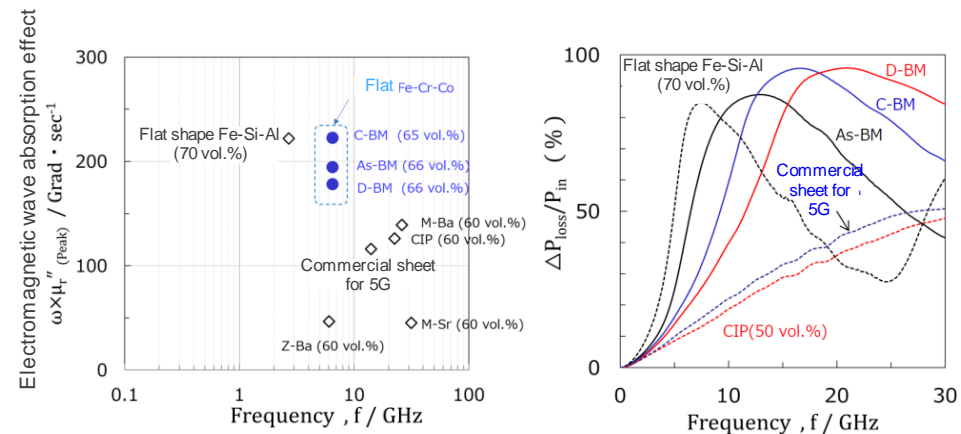 Electromagnetic wave absorption effect
ω×μr″ (Peak) / Grad・sec⁻¹
300
200
100
0
0.1
1
10
100
Frequency , f / GHz
Flat Fe-Cr-Co
C-BM (65 vol.%)
As-BM (66 vol.%)
D-BM (66 vol.%)
Flat shape Fe-Si-Al
(70 vol.%)
M-Ba (60 vol.%)
CIP (60 vol.%)
Commercial sheet
for 5G
M-Sr (60 vol.%)
Z-Ba (60 vol.%)
△Ploss/Pin ( % )
100
50
0
0
10
20
30
Frequency , f / GHz
Flat shape Fe-Si-Al
(70 vol.%)
D-BM
C-BM
As-BM
Commercial
sheet for
5G
CIP(50 vol.%)